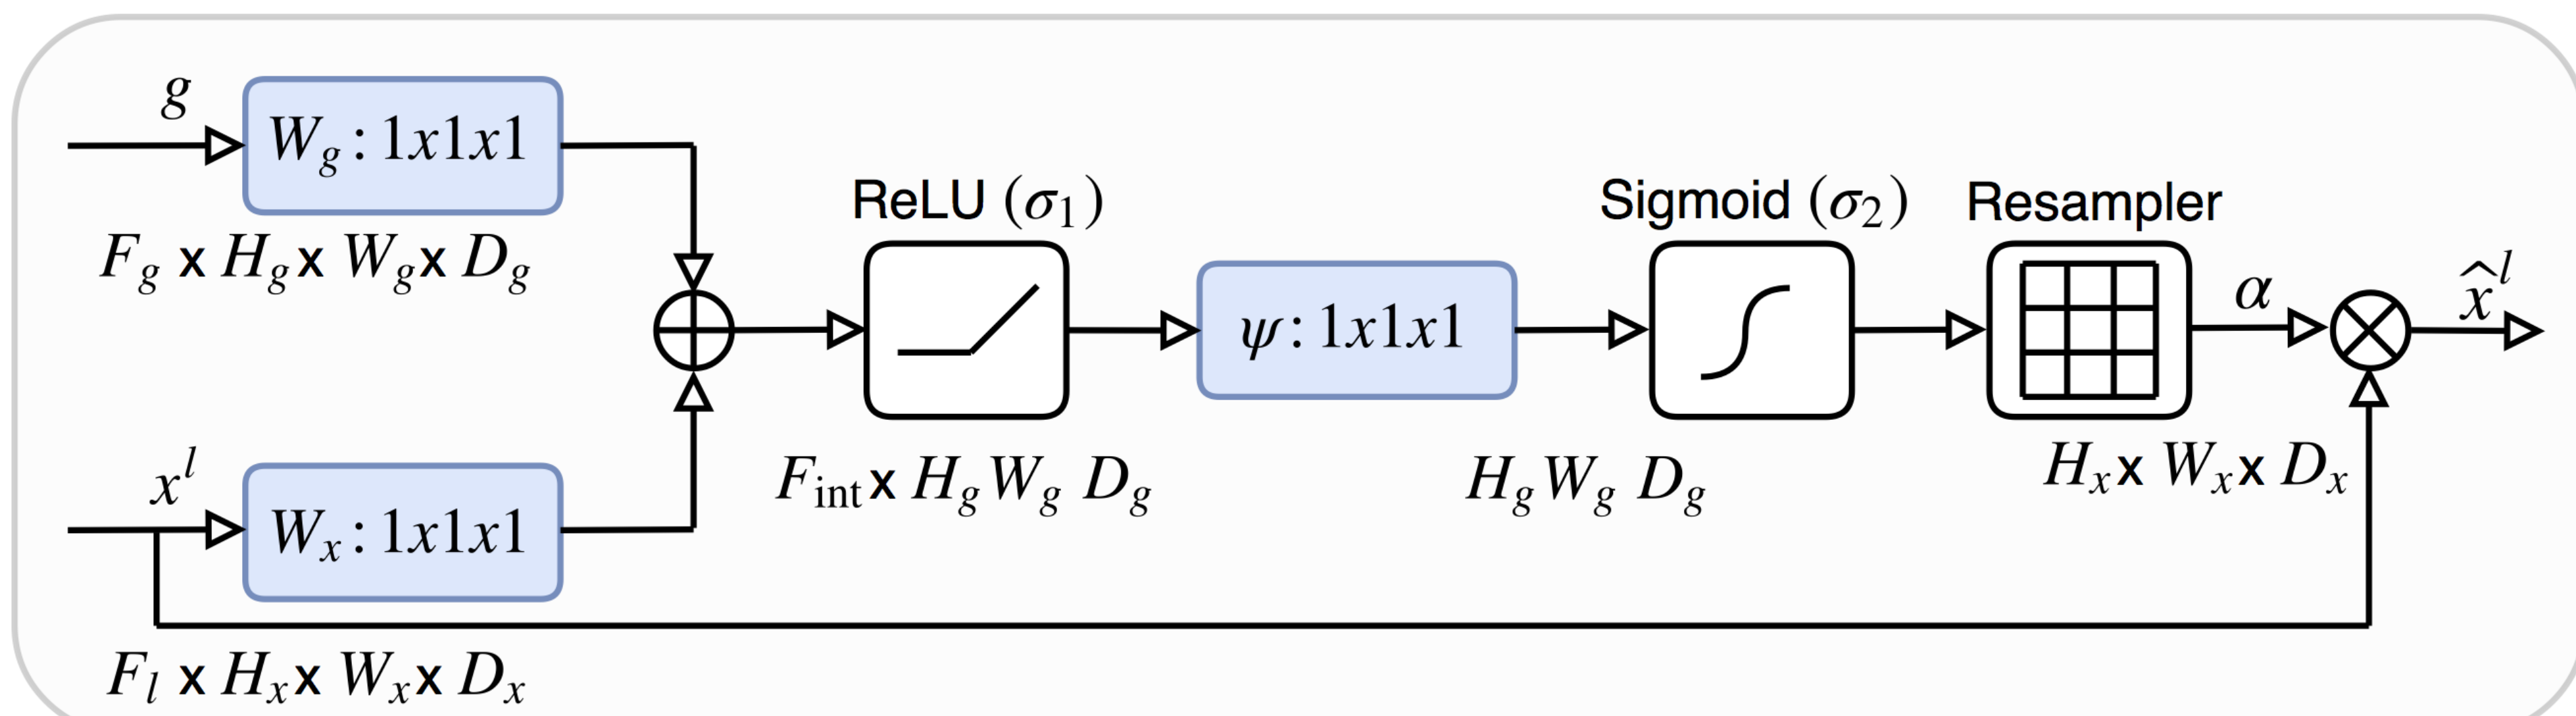 g
W_g : 1x1x1
F_g x H_g x W_g x D_g
ReLU (σ_1)
Sigmoid (σ_2)
Resampler
ψ : 1x1x1
α
x̂^l
x^l
W_x : 1x1x1
F_int x H_g W_g D_g
H_g W_g D_g
H_x x W_x x D_x
F_l x H_x x W_x x D_x